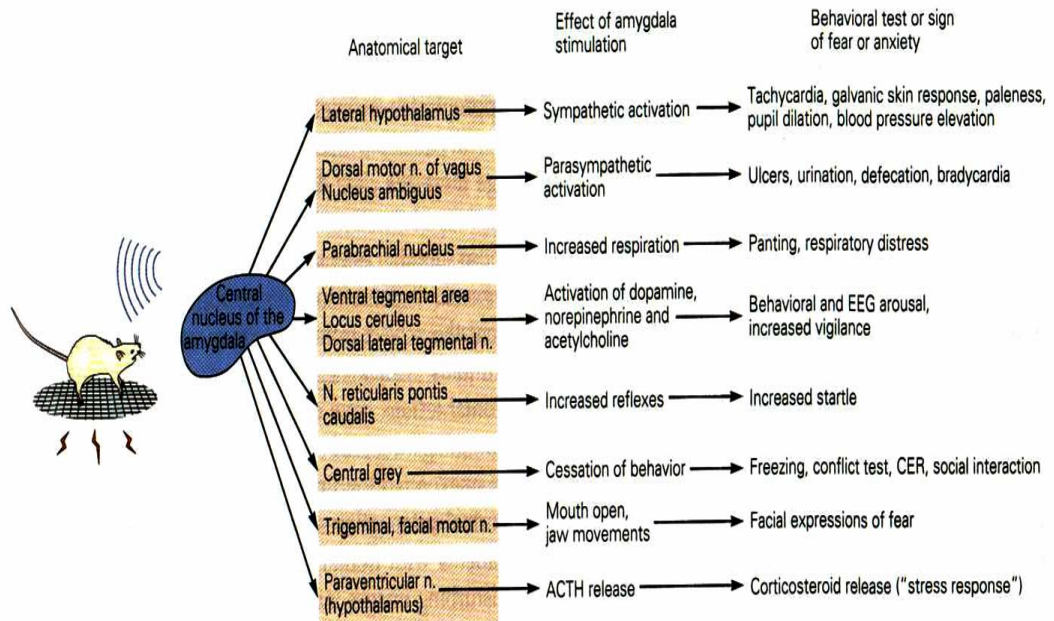 Anatomical target
Effect of amygdala
stimulation
Behavioral test or sign
of fear or anxiety
Central
nucleus of the
amygdala
Lateral hypothalamus
Sympathetic activation
Tachycardia, galvanic skin response, paleness,
pupil dilation, blood pressure elevation
Dorsal motor n. of vagus
Nucleus ambiguus
Parasympathetic
activation
Ulcers, urination, defecation, bradycardia
Parabrachial nucleus
Increased respiration
Panting, respiratory distress
Ventral tegmental area
Locus ceruleus
Dorsal lateral tegmental n.
Activation of dopamine,
norepinephrine and
acetylcholine
Behavioral and EEG arousal,
increased vigilance
N. reticularis pontis
caudalis
Increased reflexes
Increased startle
Central grey
Cessation of behavior
Freezing, conflict test, CER, social interaction
Trigeminal, facial motor n.
Mouth open,
jaw movements
Facial expressions of fear
Paraventricular n.
(hypothalamus)
ACTH release
Corticosteroid release ("stress response")